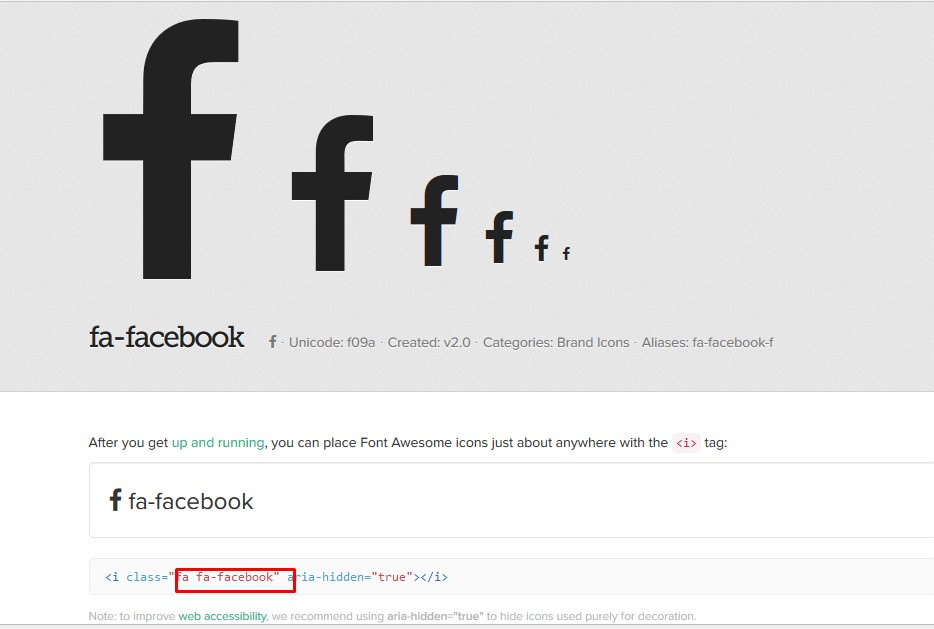 fa-facebook · Unicode: f09a · Created: v2.0 · Categories: Brand Icons · Aliases: fa-facebook-f
After you get up and running, you can place Font Awesome icons just about anywhere with the <i> tag:
fa-facebook
<i class="fa fa-facebook" aria-hidden="true"></i>
Note: to improve web accessibility, we recommend using aria-hidden="true" to hide icons used purely for decoration.